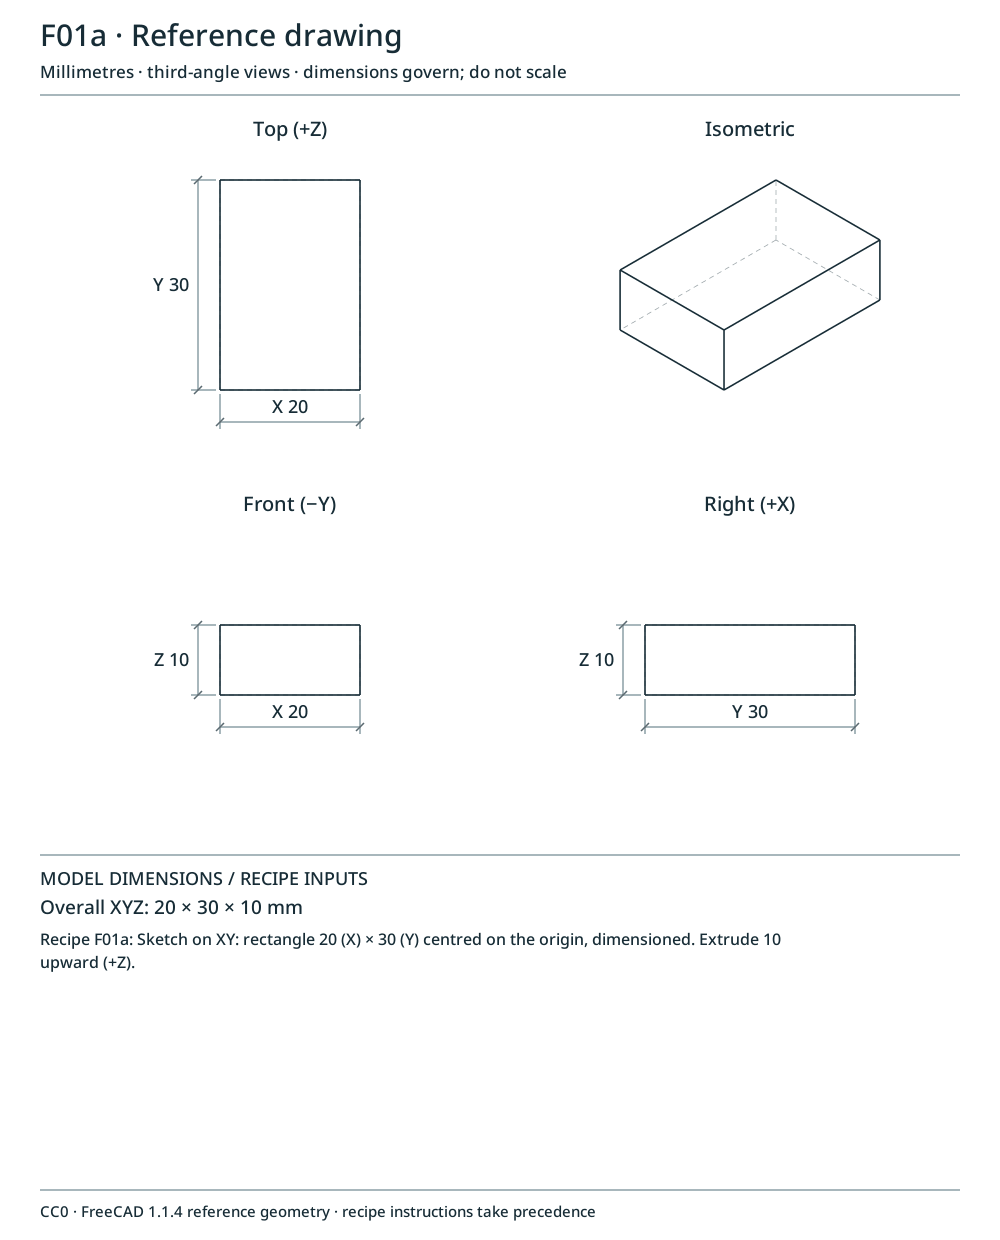 F01a · Reference drawing
Millimetres · third-angle views · dimensions govern; do not scale
Top (+Z)
Isometric
Y 30
X 20
Front (−Y)
Right (+X)
Z 10
X 20
Z 10
Y 30
MODEL DIMENSIONS / RECIPE INPUTS
Overall XYZ: 20 × 30 × 10 mm
Recipe F01a: Sketch on XY: rectangle 20 (X) × 30 (Y) centred on the origin, dimensioned. Extrude 10
upward (+Z).
CC0 · FreeCAD 1.1.4 reference geometry · recipe instructions take precedence